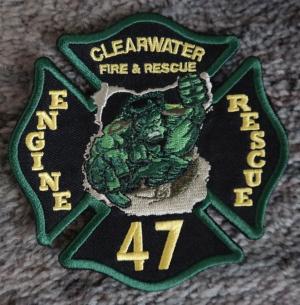 CLEARWATER
FIRE & RESCUE
ENGINE
RESCUE
47